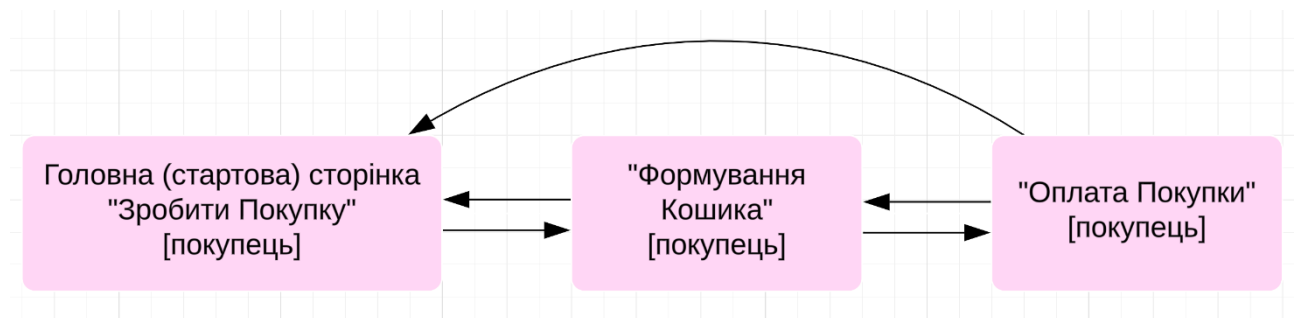 Головна (стартова) сторінка
"Зробити Покупку"
[покупець]
"Формування
Кошика"
[покупець]
"Оплата Покупки"
[покупець]